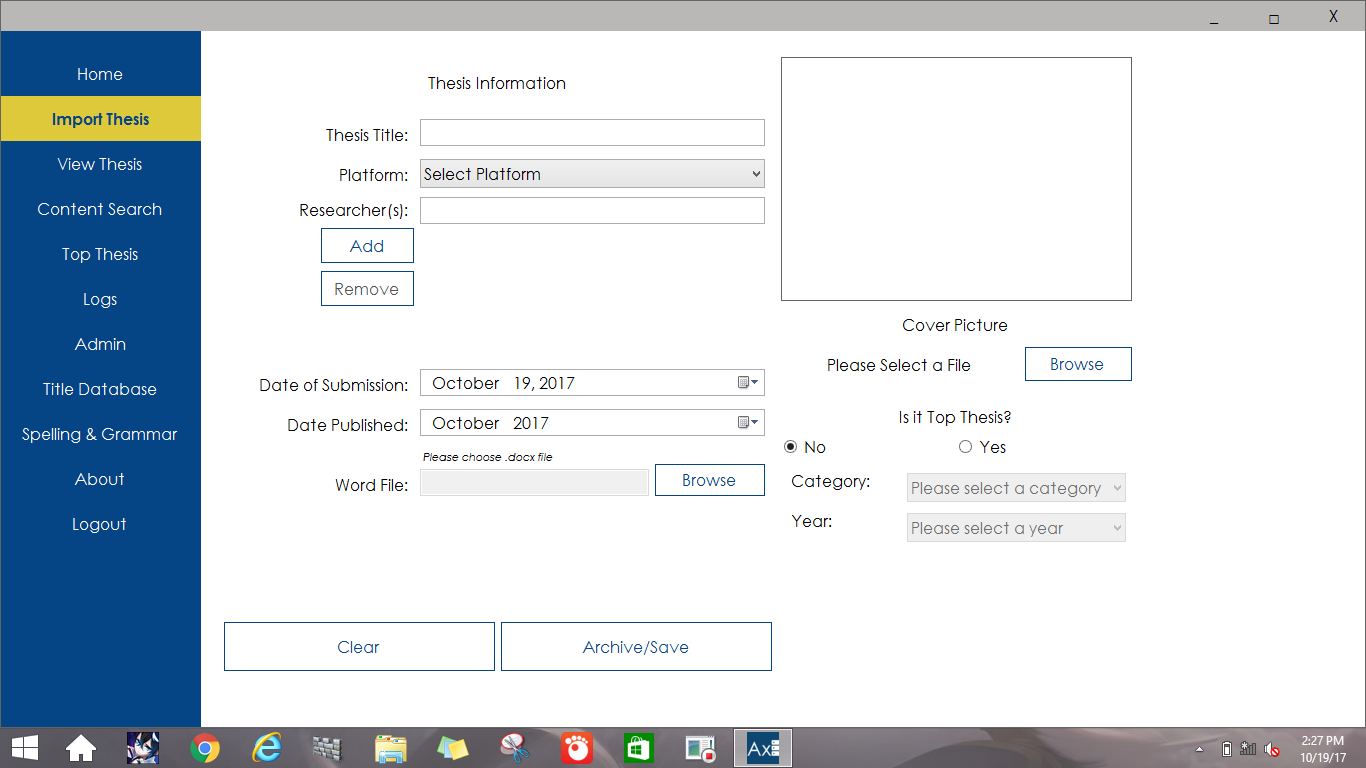 _ □ X
Home
Import Thesis
View Thesis
Content Search
Top Thesis
Logs
Admin
Title Database
Spelling & Grammar
About
Logout
Thesis Information
Thesis Title:
Platform: Select Platform
Researcher(s):
Add
Remove
Date of Submission: October 19, 2017
Date Published: October 2017
Please choose .docx file
Word File: Browse
Clear
Archive/Save
Cover Picture
Please Select a File Browse
Is it Top Thesis?
No Yes
Category: Please select a category
Year: Please select a year
Ax
2:27 PM
10/19/17